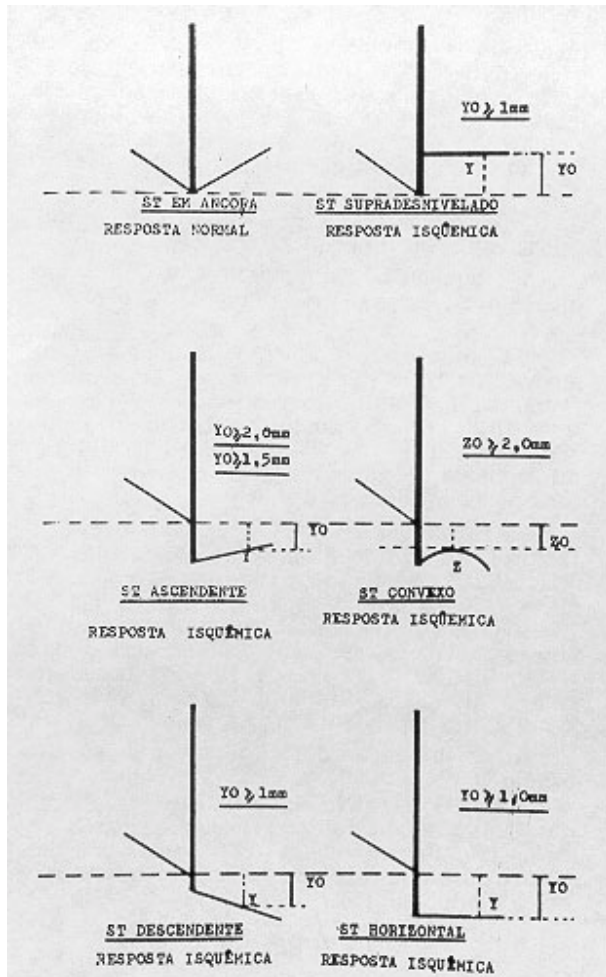 YO ⩾ 1mm
Y
YO
ST EM ANCORA
RESPOSTA NORMAL
ST SUPRADESNIVELADO
RESPOSTA ISQÜEMICA
YO⩾2,0mm
YO⩾1,5mm
YO
Y
ST ASCENDENTE
RESPOSTA ISQUÊMICA
ZO ⩾ 2,0mm
ZO
Z
ST CONVEXO
RESPOSTA ISQÜEMICA
YO ⩾ 1mm
Y
YO
ST DESCENDENTE
RESPOSTA ISQUÊMICA
YO ⩾ 1,0mm
Y
YO
ST HORIZONTAL
RESPOSTA ISQUÊMICA